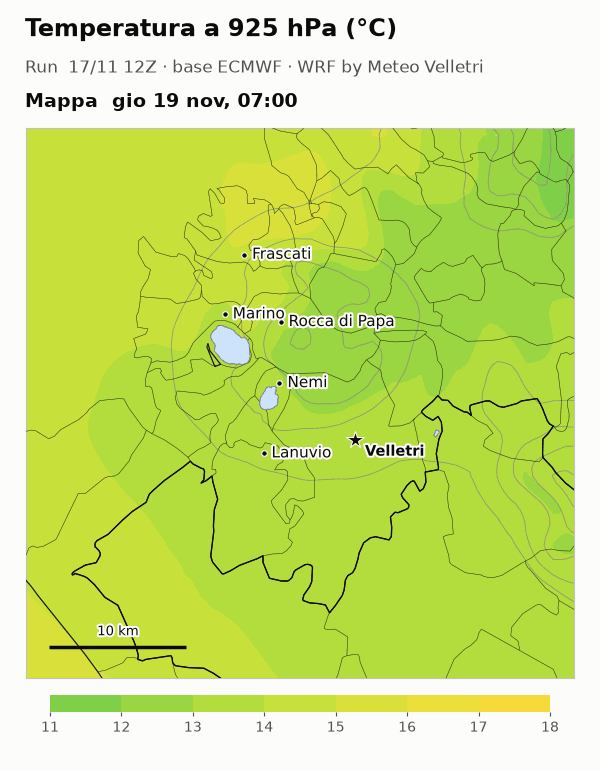 Temperatura a 925 hPa (°C)
Run  17/11 12Z · base ECMWF · WRF by Meteo Velletri
Mappa  gio 19 nov, 07:00
Frascati
Marino
Rocca di Papa
Nemi
Velletri
Lanuvio
10 km
11 12 13 14 15 16 17 18